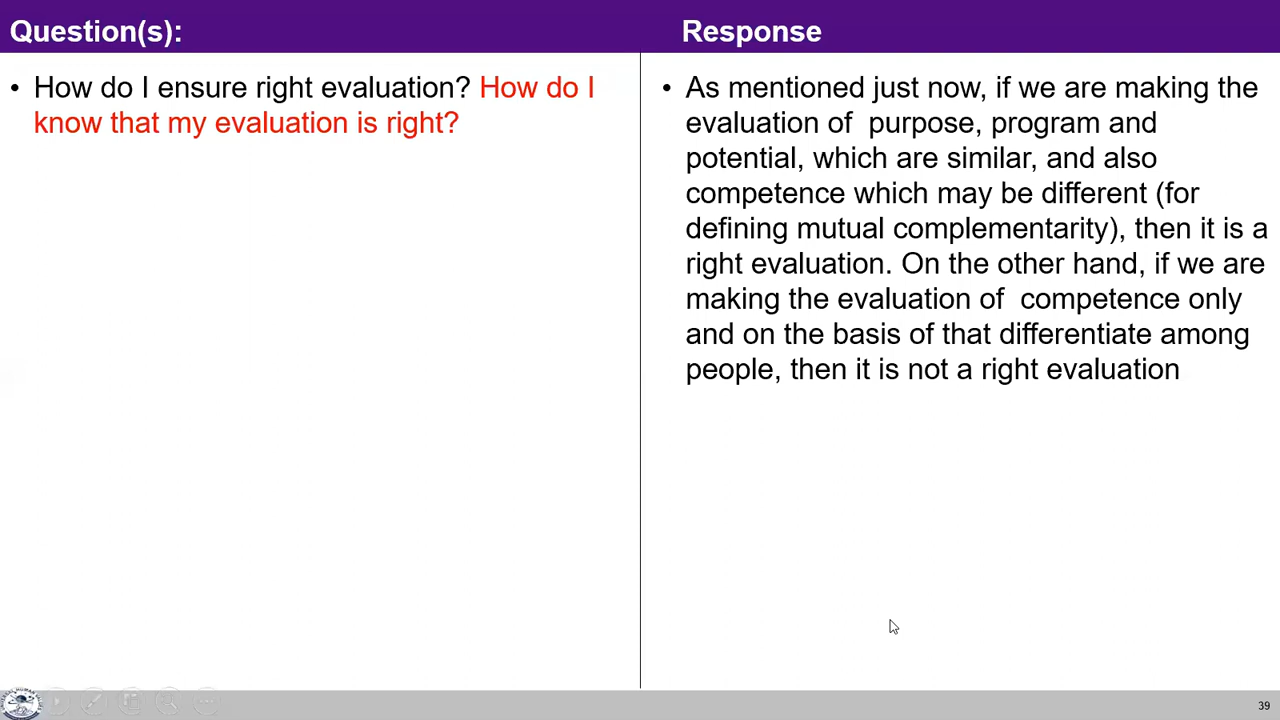 Question(s):
• How do I ensure right evaluation? How do I
know that my evaluation is right?
Response
• As mentioned just now, if we are making the
evaluation of  purpose, program and
potential, which are similar, and also
competence which may be different (for
defining mutual complementarity), then it is a
right evaluation. On the other hand, if we are
making the evaluation of  competence only
and on the basis of that differentiate among
people, then it is not a right evaluation
39